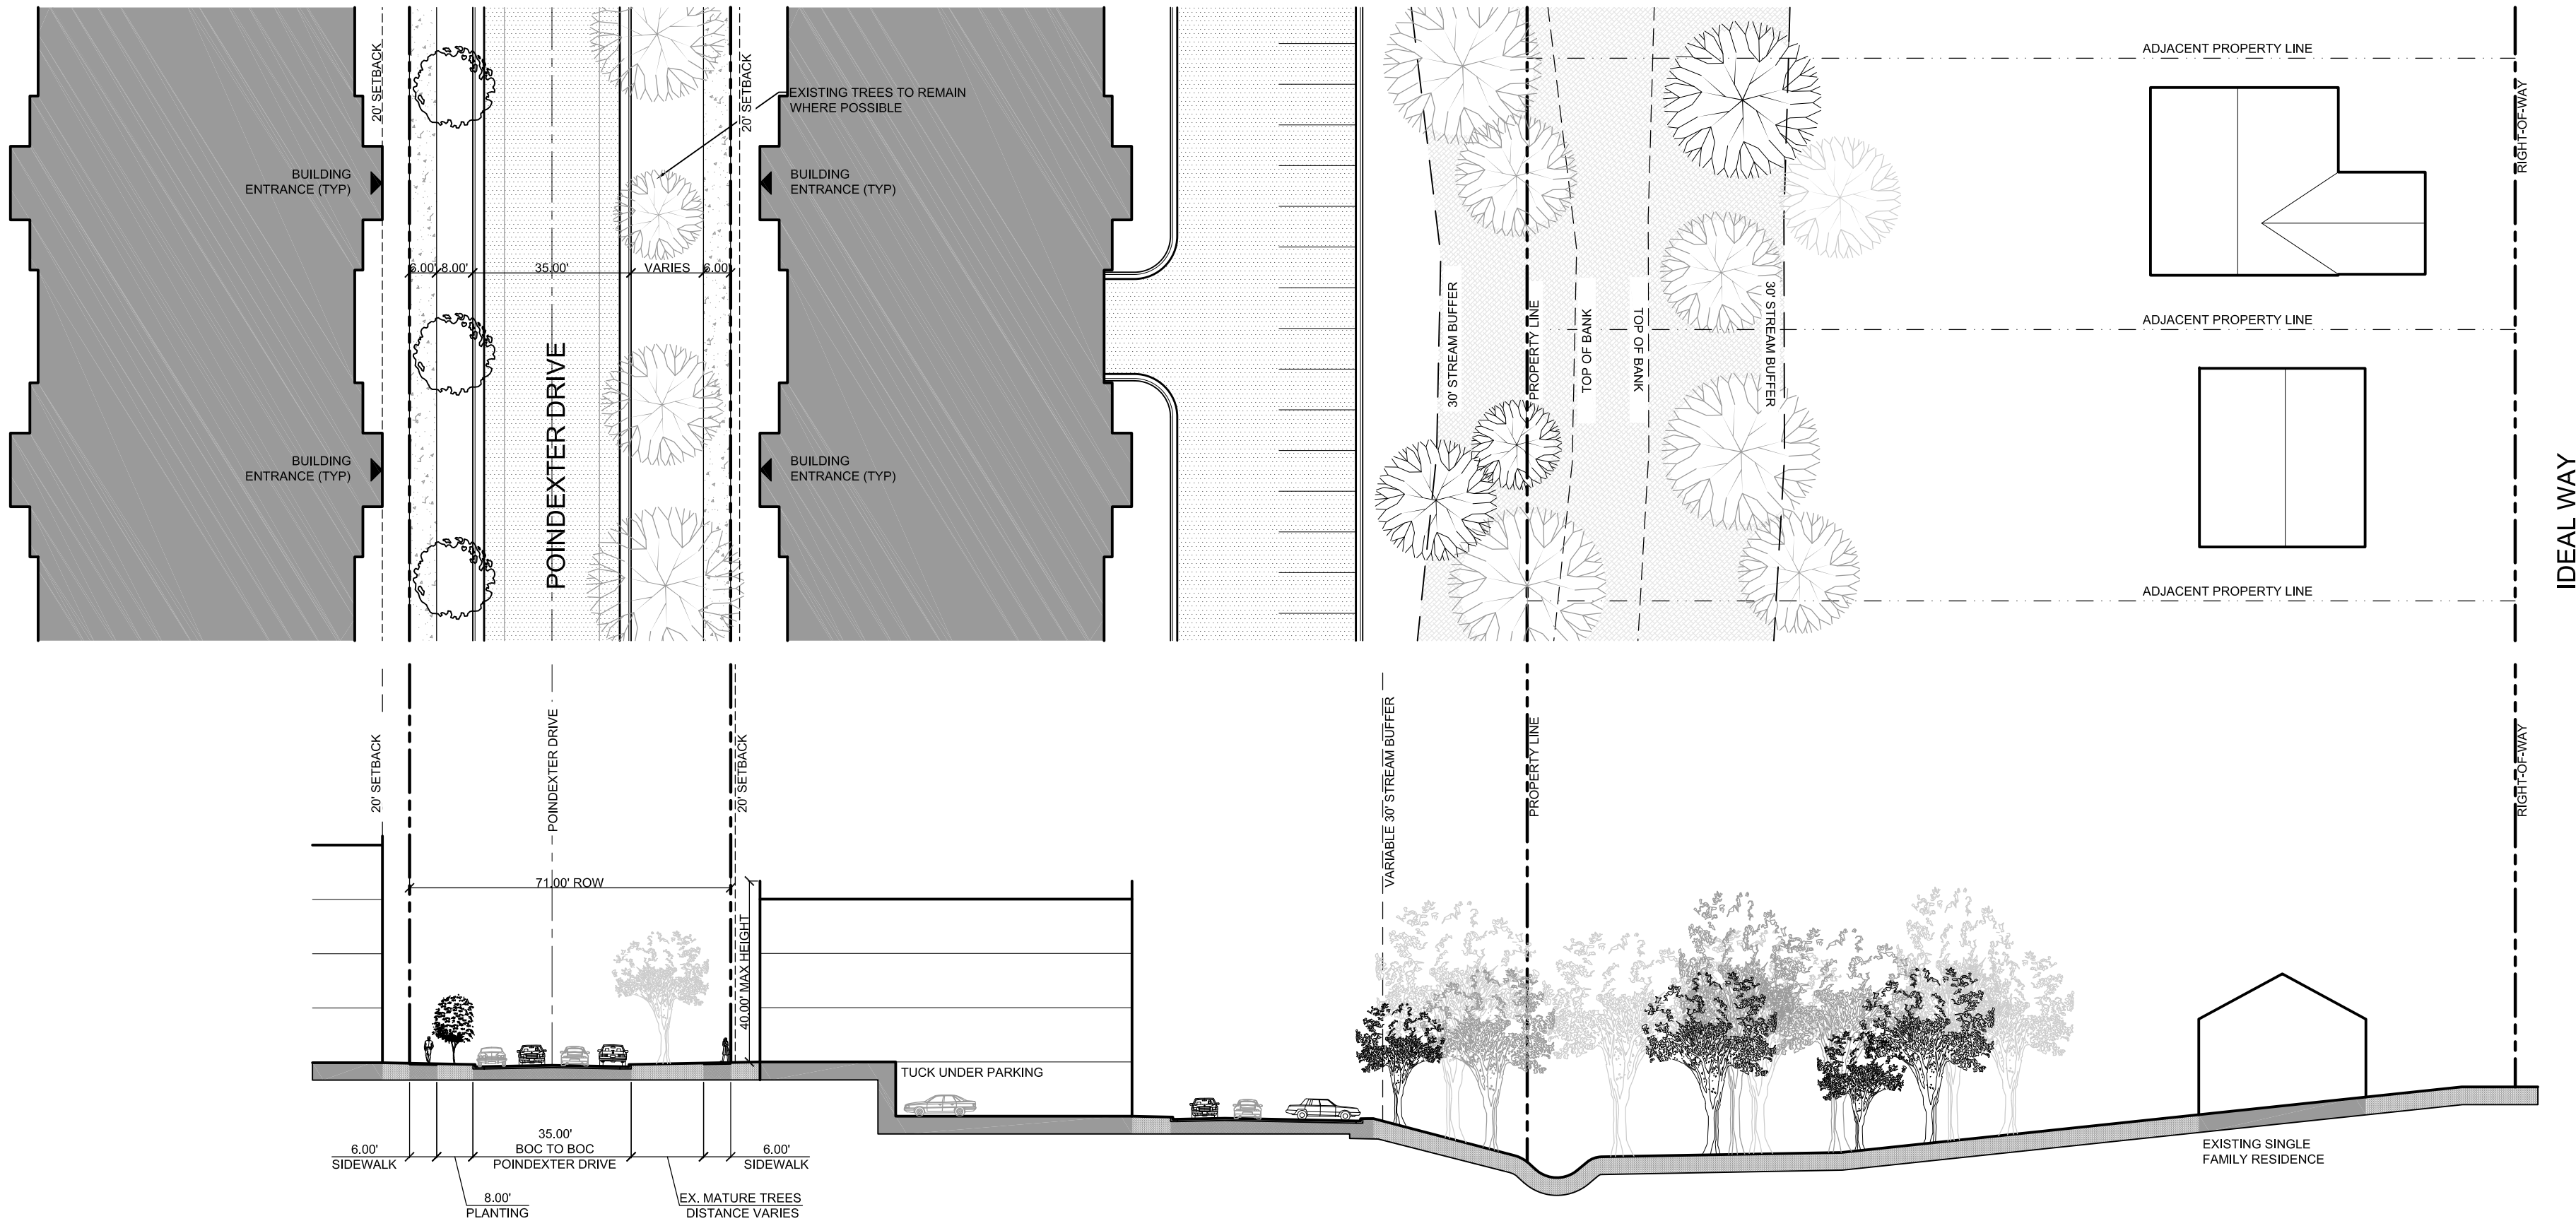 ADJACENT PROPERTY LINE
20' SETBACK
20' SETBACK
EXISTING TREES TO REMAIN
WHERE POSSIBLE
RIGHT-OF-WAY
BUILDING
ENTRANCE (TYP)
BUILDING
ENTRANCE (TYP)
6.00'
8.00'
35.00'
VARIES
6.00'
30' STREAM BUFFER
PROPERTY LINE
TOP OF BANK
TOP OF BANK
30' STREAM BUFFER
ADJACENT PROPERTY LINE
POINDEXTER DRIVE
BUILDING
ENTRANCE (TYP)
BUILDING
ENTRANCE (TYP)
IDEAL WAY
ADJACENT PROPERTY LINE
20' SETBACK
POINDEXTER DRIVE
20' SETBACK
VARIABLE 30' STREAM BUFFER
PROPERTY LINE
RIGHT-OF-WAY
71.00' ROW
40.00' MAX HEIGHT
TUCK UNDER PARKING
6.00'
SIDEWALK
35.00'
BOC TO BOC
POINDEXTER DRIVE
6.00'
SIDEWALK
8.00'
PLANTING
EX. MATURE TREES
DISTANCE VARIES
EXISTING SINGLE
FAMILY RESIDENCE